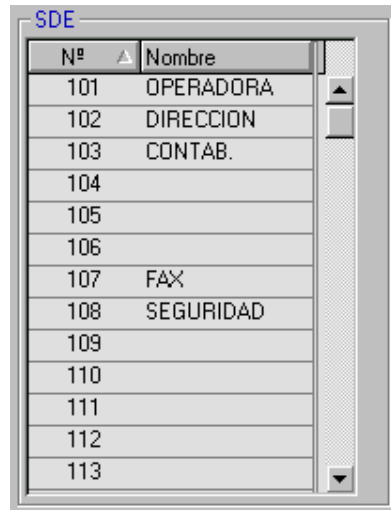 SDE
Nº Nombre
101 OPERADORA
102 DIRECCION
103 CONTAB.
104
105
106
107 FAX
108 SEGURIDAD
109
110
111
112
113